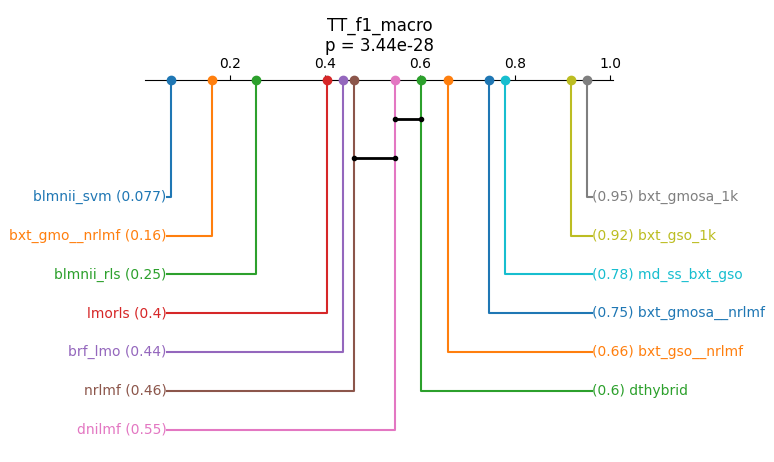 TT_f1_macro
p = 3.44e-28
0.2 0.4 0.6 0.8 1.0
blmnii_svm (0.077) (0.95) bxt_gmosa_1k
bxt_gmo__nrlmf (0.16) (0.92) bxt_gso_1k
blmnii_rls (0.25) (0.78) md_ss_bxt_gso
lmorls (0.4) (0.75) bxt_gmosa__nrlmf
brf_lmo (0.44) (0.66) bxt_gso__nrlmf
nrlmf (0.46) (0.6) dthybrid
dnilmf (0.55)